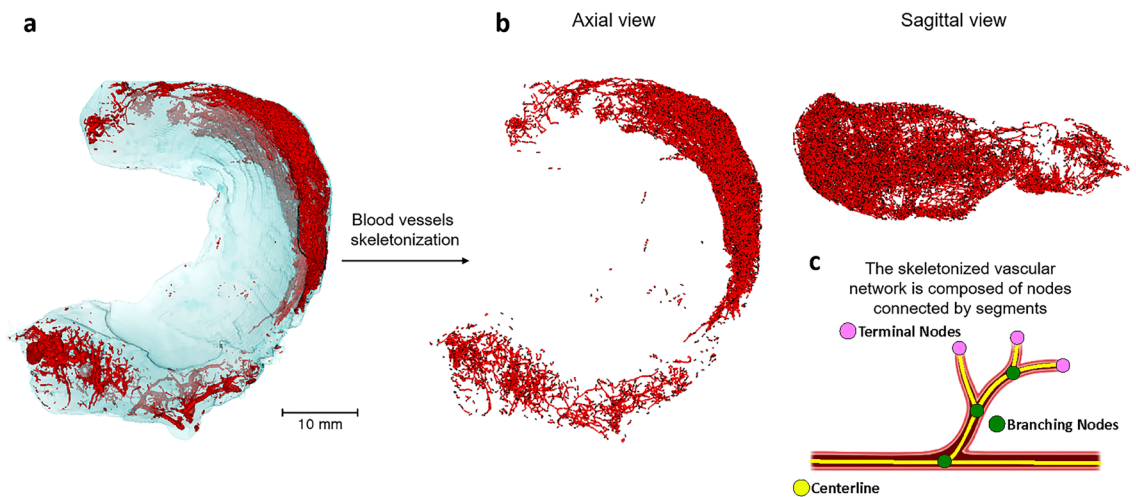 a
b
Axial view
Sagittal view
Blood vessels
skeletonization
10 mm
c
The skeletonized vascular
network is composed of nodes
connected by segments
Terminal Nodes
Branching Nodes
Centerline